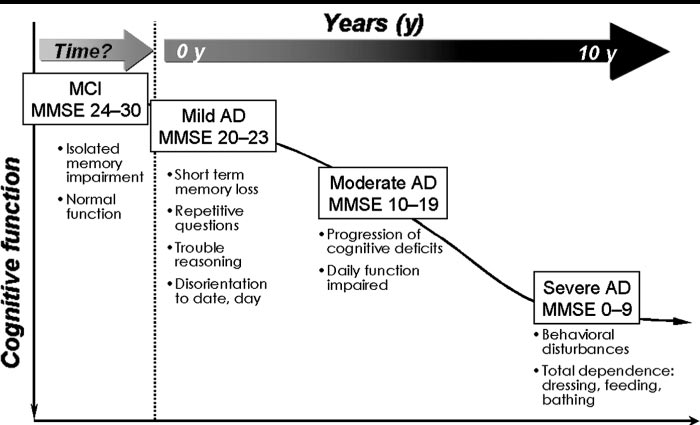 Years (y)
Time?
0 y
10 y
MCI
MMSE 24–30
• Isolated
memory
impairment
• Normal
function
Mild AD
MMSE 20–23
• Short term
memory loss
• Repetitive
questions
• Trouble
reasoning
• Disorientation
to date, day
Moderate AD
MMSE 10–19
• Progression of
cognitive deficits
• Daily function
impaired
Severe AD
MMSE 0–9
• Behavioral
disturbances
• Total dependence:
dressing, feeding,
bathing
Cognitive function